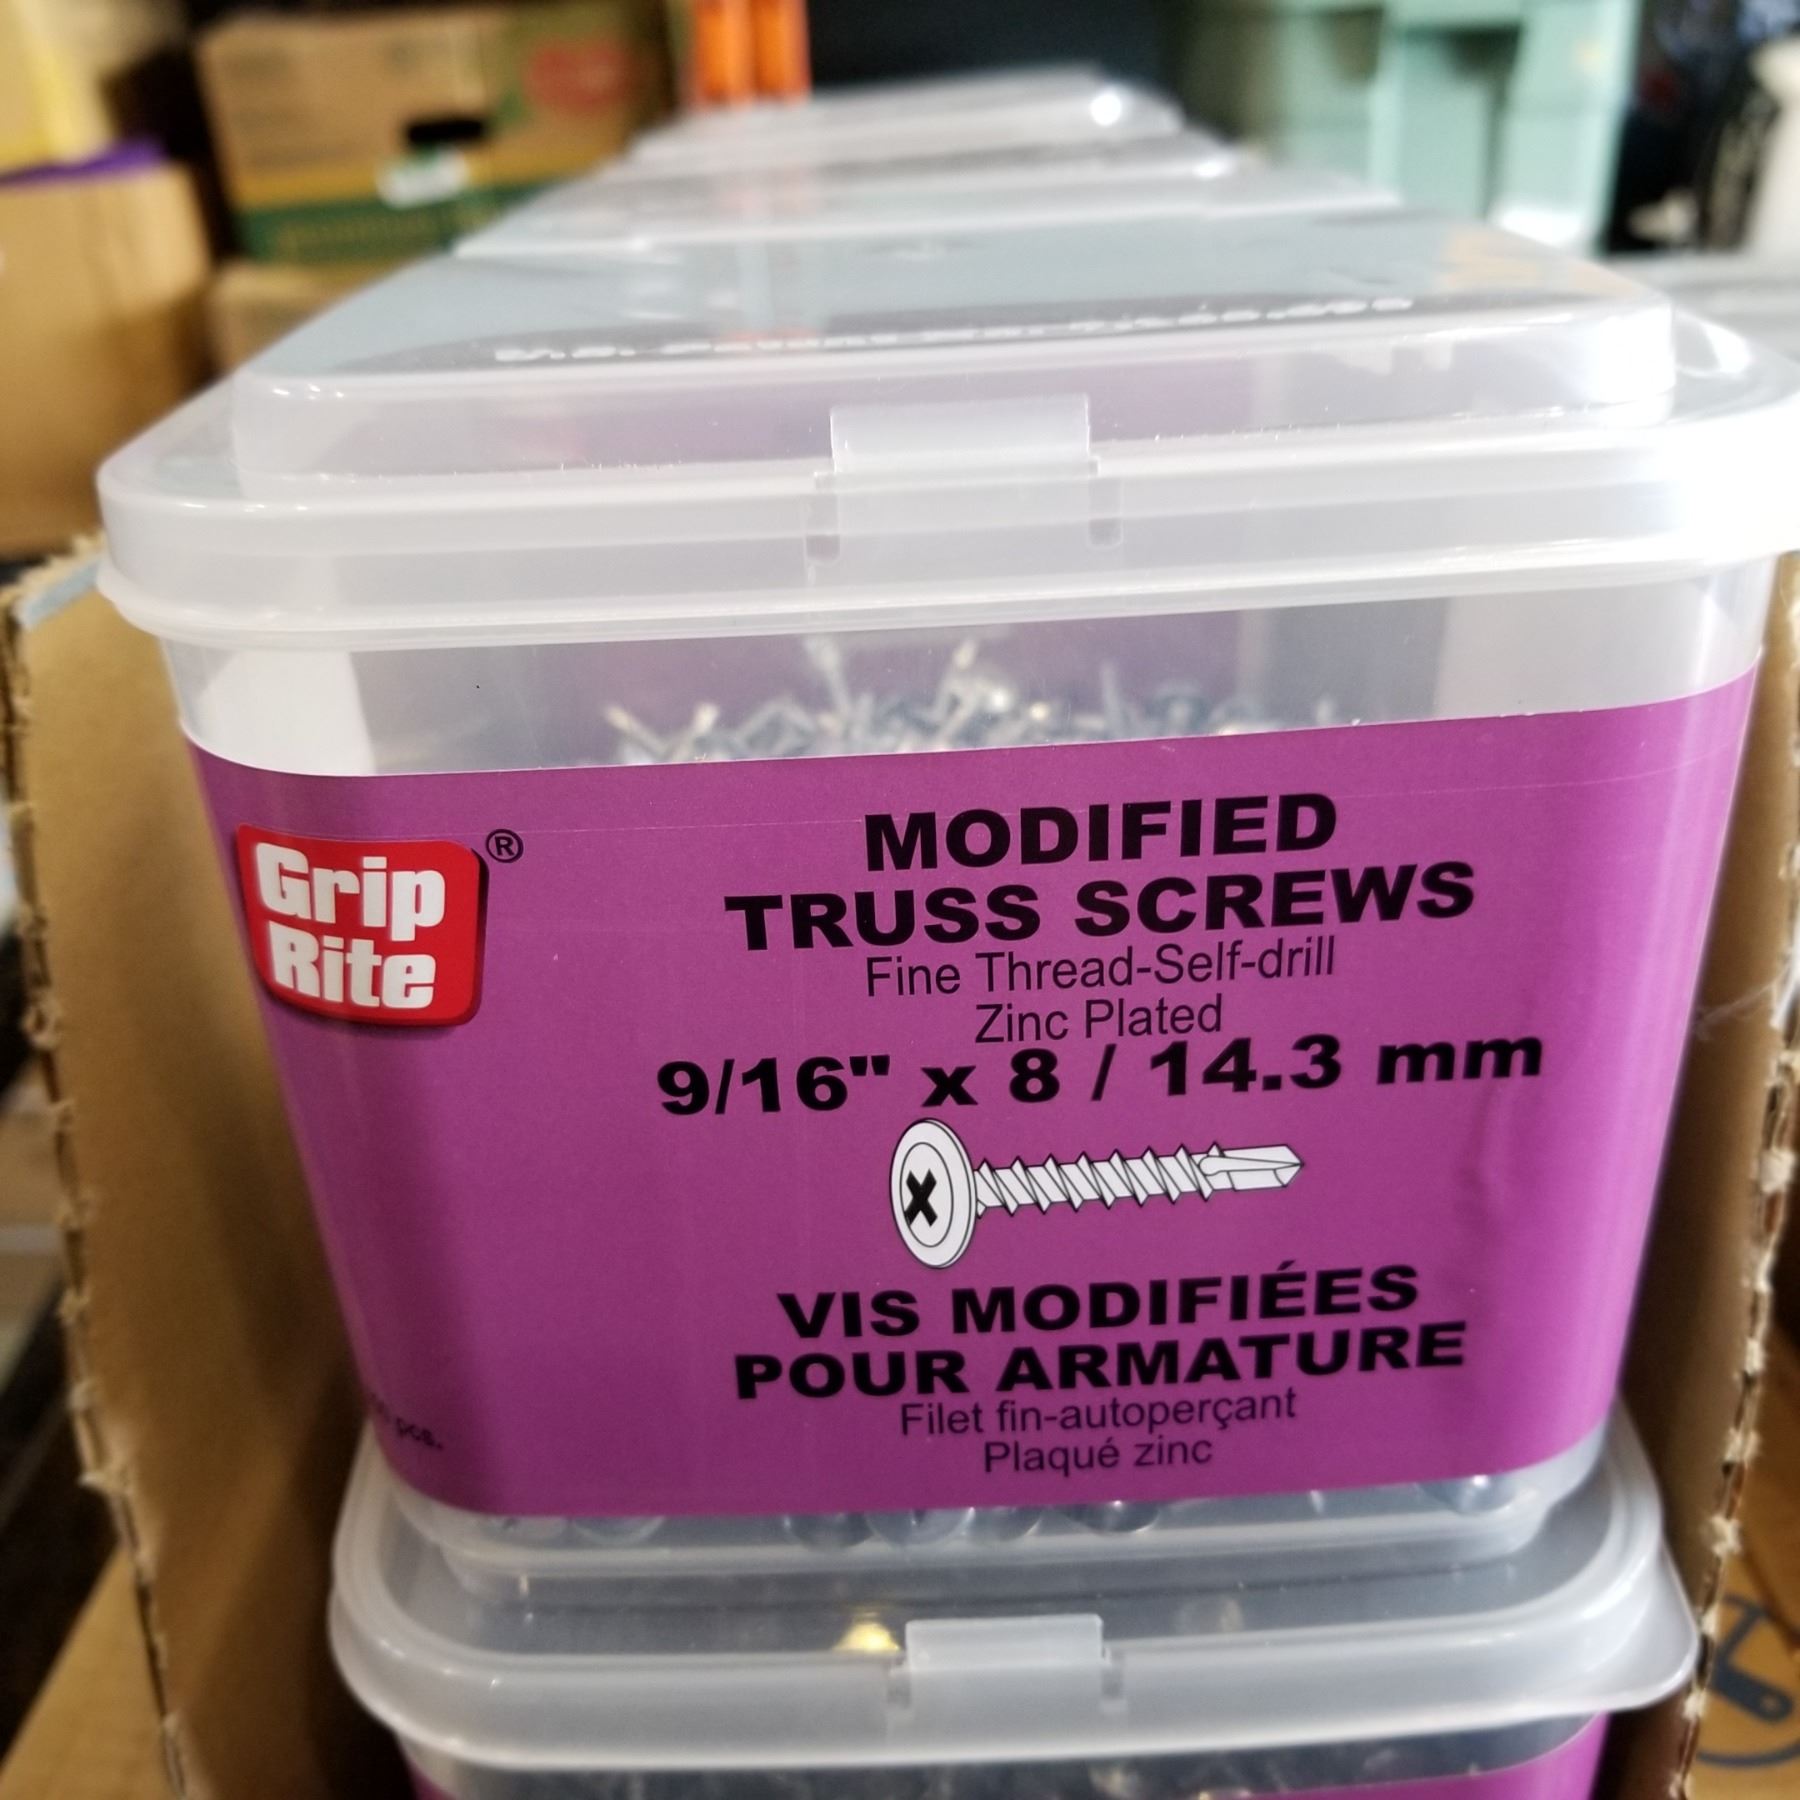 Grip
Rite
®
MODIFIED
TRUSS SCREWS
Fine Thread-Self-drill
Zinc Plated
9/16" x 8 / 14.3 mm
VIS MODIFIÉES
POUR ARMATURE
Filet fin-autoperçant
Plaqué zinc
pcs.